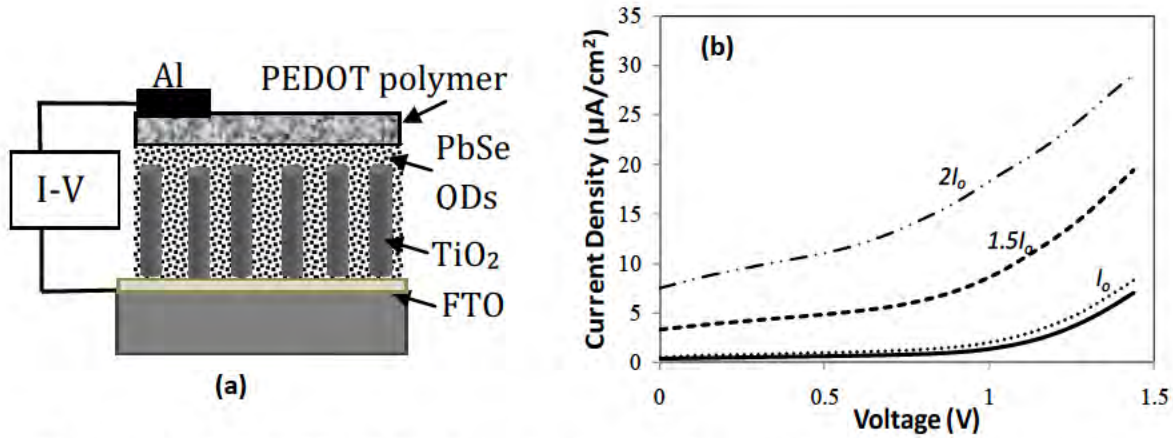 Al
PEDOT polymer
PbSe
QDs
I-V
TiO₂
FTO
(a)
(b)
Current Density (µA/cm²)
35
30
25
20
15
10
5
0
2Iₒ
1.5Iₒ
Iₒ
0
0.5
1
1.5
Voltage (V)